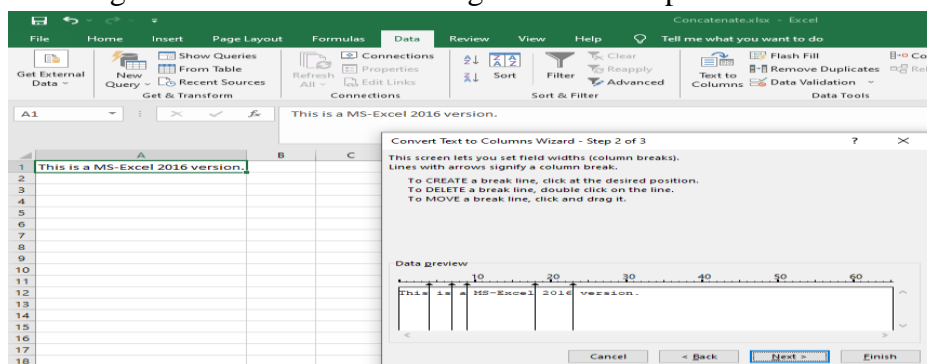 Concatenate.xlsx - Excel
File Home Insert Page Layout Formulas Data Review View Help Tell me what you want to do
Get External Data
New Query
Show Queries
From Table
Recent Sources
Get & Transform
Refresh All
Connections
Properties
Edit Links
Connections
Sort
Filter
Clear
Reapply
Advanced
Sort & Filter
Text to Columns
Flash Fill
Remove Duplicates
Data Validation
Co
Rel
Data Tools
A1 fx This is a MS-Excel 2016 version.
A B C
1 This is a MS-Excel 2016 version.
2
3
4
5
6
7
8
9
10
11
12
13
14
15
16
17
18
Convert Text to Columns Wizard - Step 2 of 3 ? ×
This screen lets you set field widths (column breaks).
Lines with arrows signify a column break.
To CREATE a break line, click at the desired position.
To DELETE a break line, double click on the line.
To MOVE a break line, click and drag it.
Data preview
10 20 30 40 50 60
This is a MS-Excel 2016 version.
Cancel < Back Next > Finish